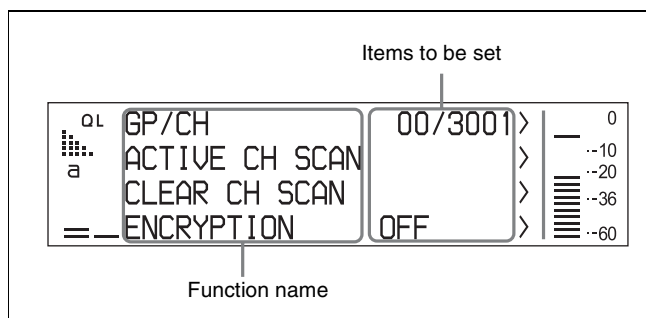 Items to be set
QL GP/CH 00/3001 > 0
a ACTIVE CH SCAN > -10
-20
CLEAR CH SCAN > -36
ENCRYPTION OFF > -60
Function name